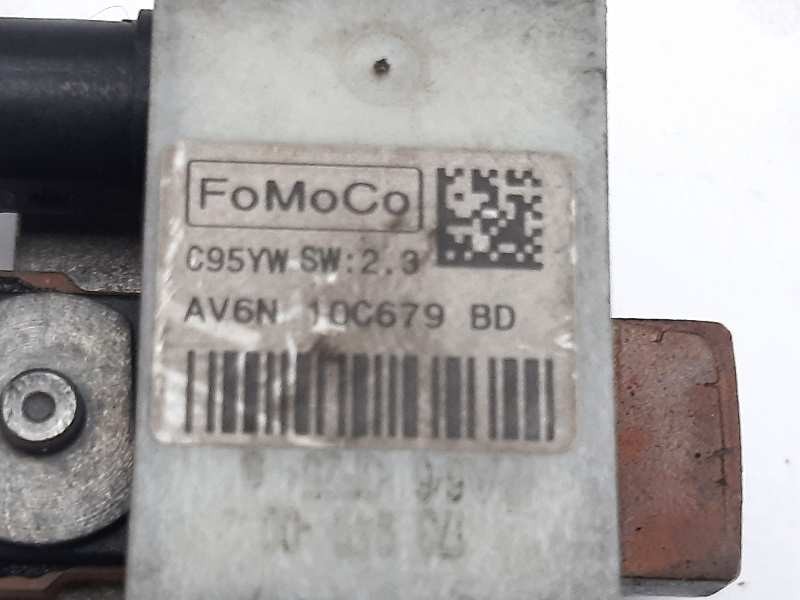 FoMoCo
C95YW SW:2.3
AV6N 10C679 BD